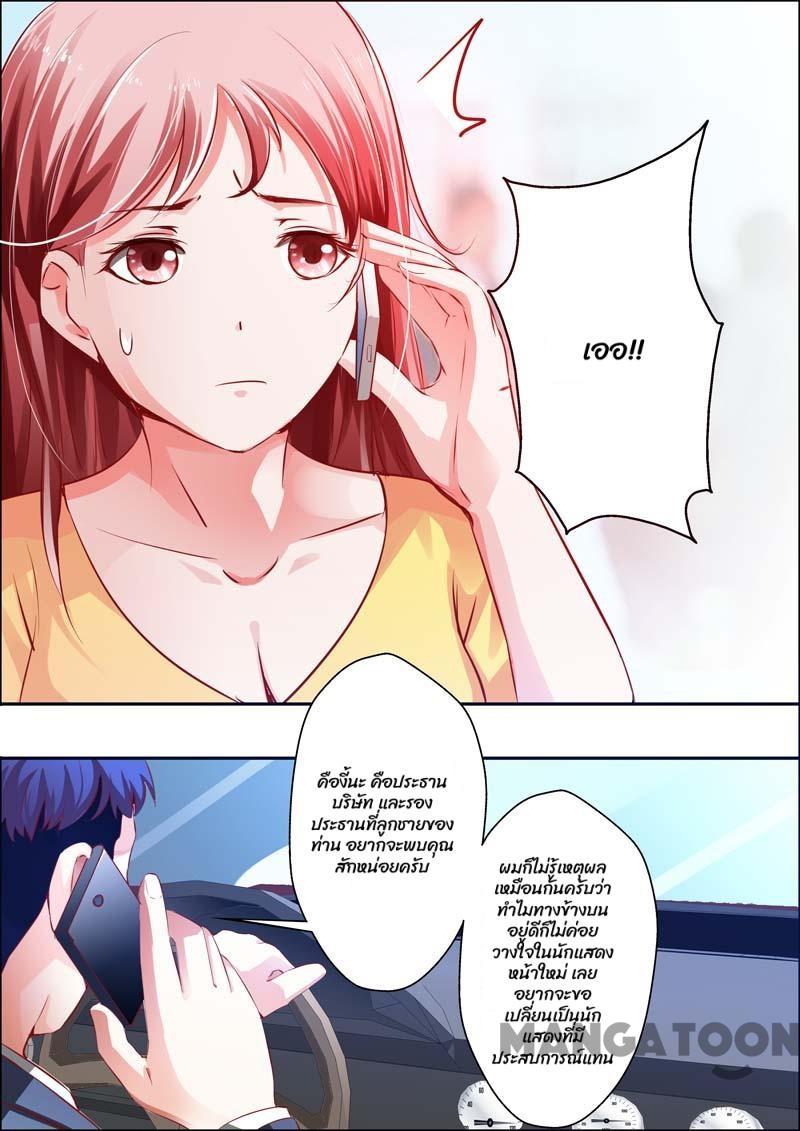 เออ!!
คืองี้นะ คือประธาน
บริษัท และรอง
ประธานที่ลูกชายของ
ท่าน อยากจะพบคุณ
สักหน่อยครับ
ผมก็ไม่รู้เหตุผล
เหมือนกันครับว่า
ทำไมทางข้างบน
อยู่ดีก็ไม่ค่อย
วางใจในนักแสดง
หน้าใหม่ เลย
อยากจะขอ
เปลี่ยนเป็นนัก
แสดงที่มี
ประสบการณ์แทน
MANGATOON